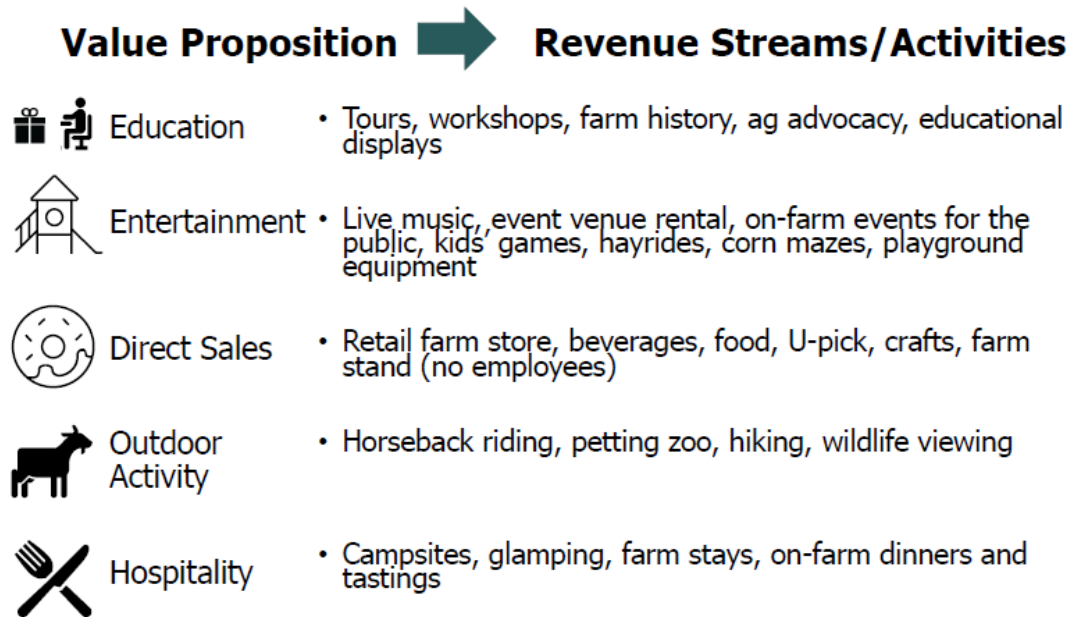 Value Proposition Revenue Streams/Activities
Education
• Tours, workshops, farm history, ag advocacy, educational
displays
Entertainment
• Live music, event venue rental, on-farm events for the
public, kids’ games, hayrides, corn mazes, playground
equipment
Direct Sales
• Retail farm store, beverages, food, U-pick, crafts, farm
stand (no employees)
Outdoor
Activity
• Horseback riding, petting zoo, hiking, wildlife viewing
Hospitality
• Campsites, glamping, farm stays, on-farm dinners and
tastings